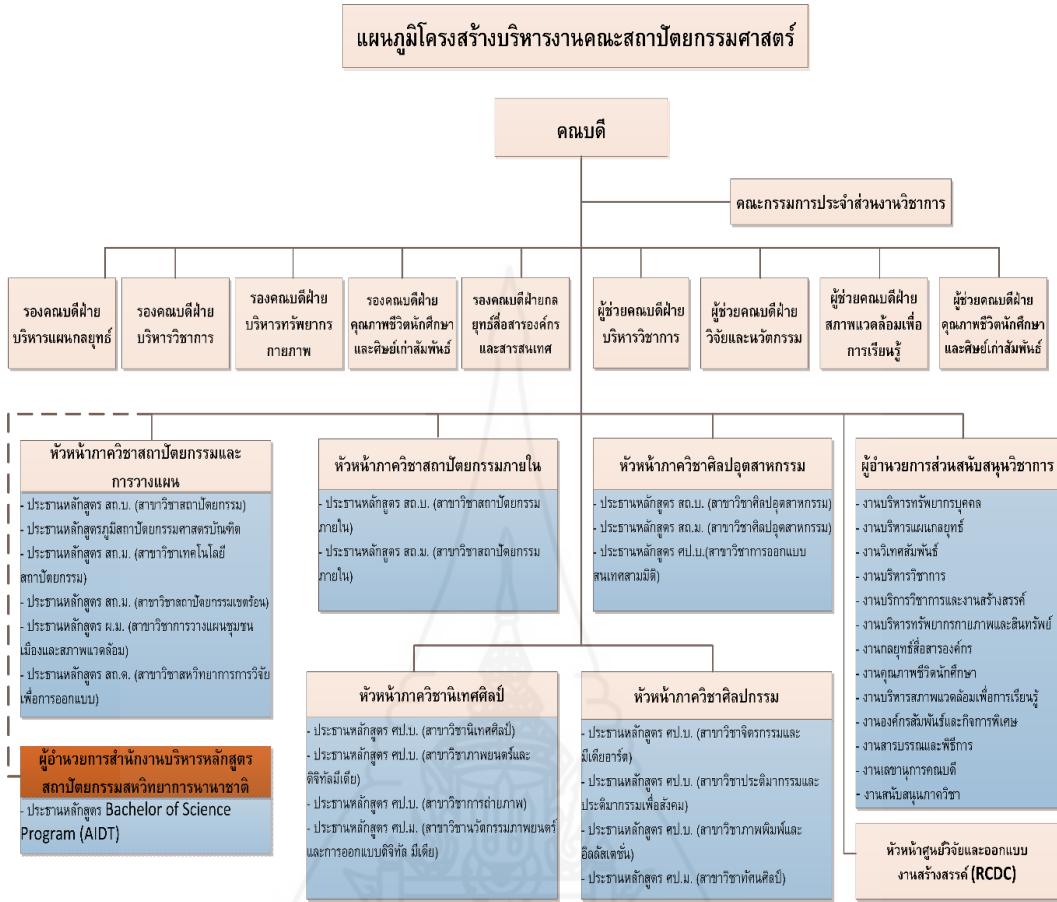 แผนภูมิโครงสร้างบริหารงานคณะสถาปัตยกรรมศาสตร์
คณบดี
คณะกรรมการประจำส่วนงานวิชาการ
รองคณบดีฝ่าย
บริหารแผนกลยุทธ์
รองคณบดีฝ่าย
บริหารวิชาการ
รองคณบดีฝ่าย
บริหารทรัพยากร
กายภาพ
รองคณบดีฝ่าย
คุณภาพชีวิตนักศึกษา
และศิษย์เก่าสัมพันธ์
รองคณบดีฝ่ายกล
ยุทธ์สื่อสารองค์กร
และสารสนเทศ
ผู้ช่วยคณบดีฝ่าย
บริหารวิชาการ
ผู้ช่วยคณบดีฝ่าย
วิจัยและนวัตกรรม
ผู้ช่วยคณบดีฝ่าย
สภาพแวดล้อมเพื่อ
การเรียนรู้
ผู้ช่วยคณบดีฝ่าย
คุณภาพชีวิตนักศึกษา
และศิษย์เก่าสัมพันธ์
หัวหน้าภาควิชาสถาปัตยกรรมและ
การวางแผน
- ประธานหลักสูตร สถ.บ. (สาขาวิชาสถาปัตยกรรม)
- ประธานหลักสูตรภูมิสถาปัตยกรรมศาสตรบัณฑิต
- ประธานหลักสูตร สถ.ม. (สาขาวิชาเทคโนโลยี
สถาปัตยกรรม)
- ประธานหลักสูตร สถ.ม. (สาขาวิชาสถาปัตยกรรมเขตร้อน)
- ประธานหลักสูตร ผ.ม. (สาขาวิชาการวางแผนชุมชน
เมืองและสภาพแวดล้อม)
- ประธานหลักสูตร สถ.ด. (สาขาวิชาสหวิทยาการการวิจัย
เพื่อการออกแบบ)
ผู้อำนวยการสำนักงานบริหารหลักสูตร
สถาปัตยกรรมสหวิทยาการนานาชาติ
- ประธานหลักสูตร Bachelor of Science
Program (AIDT)
หัวหน้าภาควิชาสถาปัตยกรรมภายใน
- ประธานหลักสูตร สถ.บ. (สาขาวิชาสถาปัตยกรรม
ภายใน)
- ประธานหลักสูตร สถ.ม. (สาขาวิชาสถาปัตยกรรม
ภายใน)
หัวหน้าภาควิชาศิลปอุตสาหกรรม
- ประธานหลักสูตร สถ.บ. (สาขาวิชาศิลปอุตสาหกรรม)
- ประธานหลักสูตร สถ.ม. (สาขาวิชาศิลปอุตสาหกรรม)
- ประธานหลักสูตร ศป.บ.(สาขาวิชาการออกแบบ
สนเทศสามมิติ)
ผู้อำนวยการส่วนสนับสนุนวิชาการ
- งานบริหารทรัพยากรบุคคล
- งานบริหารแผนกลยุทธ์
- งานวิเทศสัมพันธ์
- งานบริหารวิชาการ
- งานบริการวิชาการและงานสร้างสรรค์
- งานบริหารทรัพยากรกายภาพและสินทรัพย์
- งานกลยุทธ์สื่อสารองค์กร
- งานคุณภาพชีวิตนักศึกษา
- งานบริหารสภาพแวดล้อมเพื่อการเรียนรู้
- งานองค์กรสัมพันธ์และกิจการพิเศษ
- งานสารบรรณและพิธีการ
- งานเลขานุการคณบดี
- งานสนับสนุนภาควิชา
หัวหน้าภาควิชานิเทศศิลป์
- ประธานหลักสูตร ศป.บ. (สาขาวิชานิเทศศิลป์)
- ประธานหลักสูตร ศป.บ. (สาขาวิชาภาพยนตร์และ
ดิจิทัลมีเดีย)
- ประธานหลักสูตร ศป.บ. (สาขาวิชาการถ่ายภาพ)
- ประธานหลักสูตร ศป.ม. (สาขาวิชานวัตกรรมภาพยนตร์
และการออกแบบดิจิทัล มีเดีย)
หัวหน้าภาควิชาศิลปกรรม
- ประธานหลักสูตร ศป.บ. (สาขาวิชาจิตรกรรมและ
มีเดียอาร์ต)
- ประธานหลักสูตร ศป.บ. (สาขาวิชาประติมากรรมและ
ประติมากรรมเพื่อสังคม)
- ประธานหลักสูตร ศป.บ. (สาขาวิชาภาพพิมพ์และ
อิลลัสเตชั่น)
- ประธานหลักสูตร ศป.ม. (สาขาวิชาทัศนศิลป์)
หัวหน้าศูนย์วิจัยและออกแบบ
งานสร้างสรรค์ (RCDC)